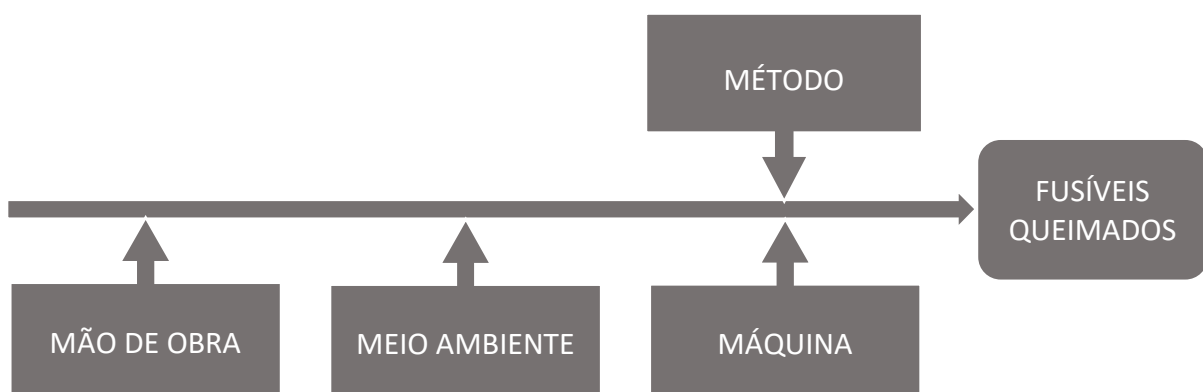 MÉTODO
FUSÍVEIS
QUEIMADOS
MÃO DE OBRA
MEIO AMBIENTE
MÁQUINA